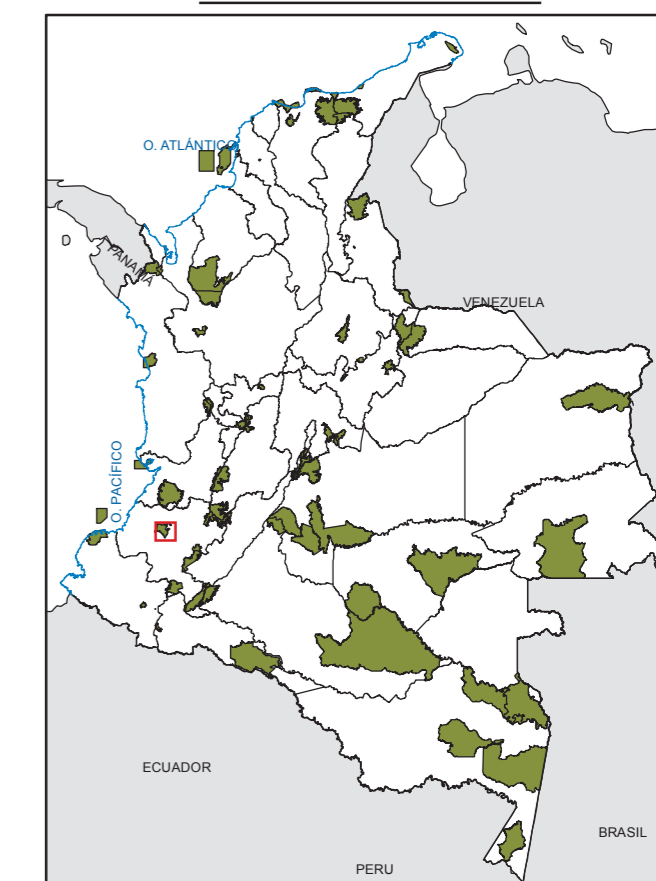 O. ATLÁNTICO
PANAMÁ
VENEZUELA
O. PACÍFICO
ECUADOR
BRASIL
PERU